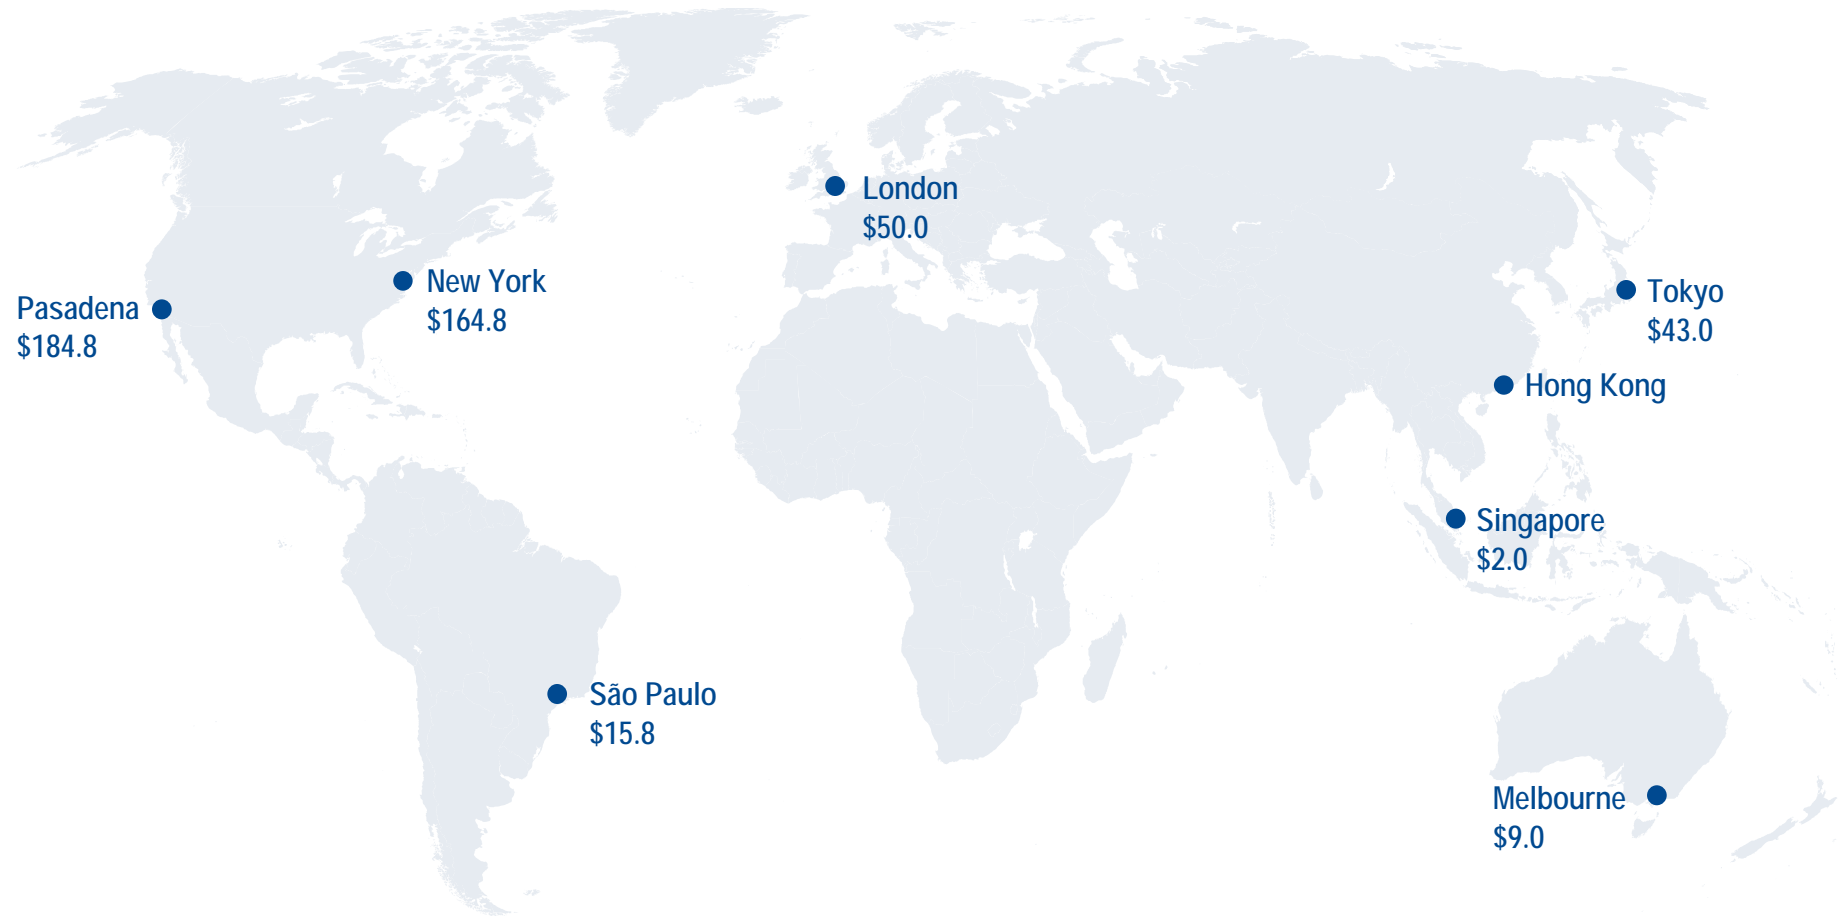 London
$50.0
New York
$164.8
Pasadena
$184.8
Tokyo
$43.0
Hong Kong
Singapore
$2.0
São Paulo
$15.8
Melbourne
$9.0